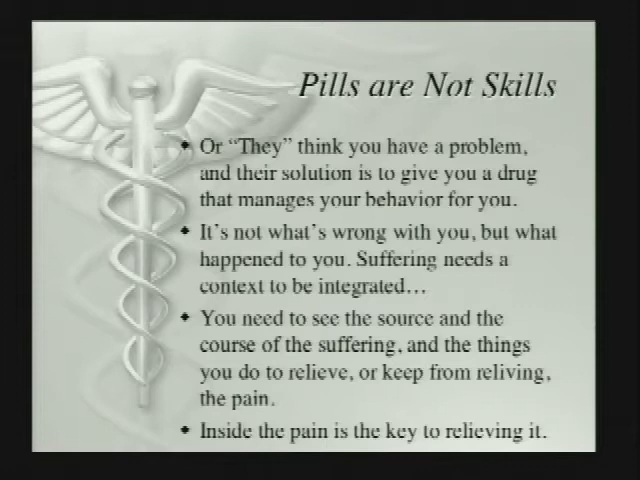 Pills are Not Skills
• Or “They” think you have a problem,
and their solution is to give you a drug
that manages your behavior for you.
• It’s not what’s wrong with you, but what
happened to you. Suffering needs a
context to be integrated…
• You need to see the source and the
course of the suffering, and the things
you do to relieve, or keep from reliving,
the pain.
• Inside the pain is the key to relieving it.